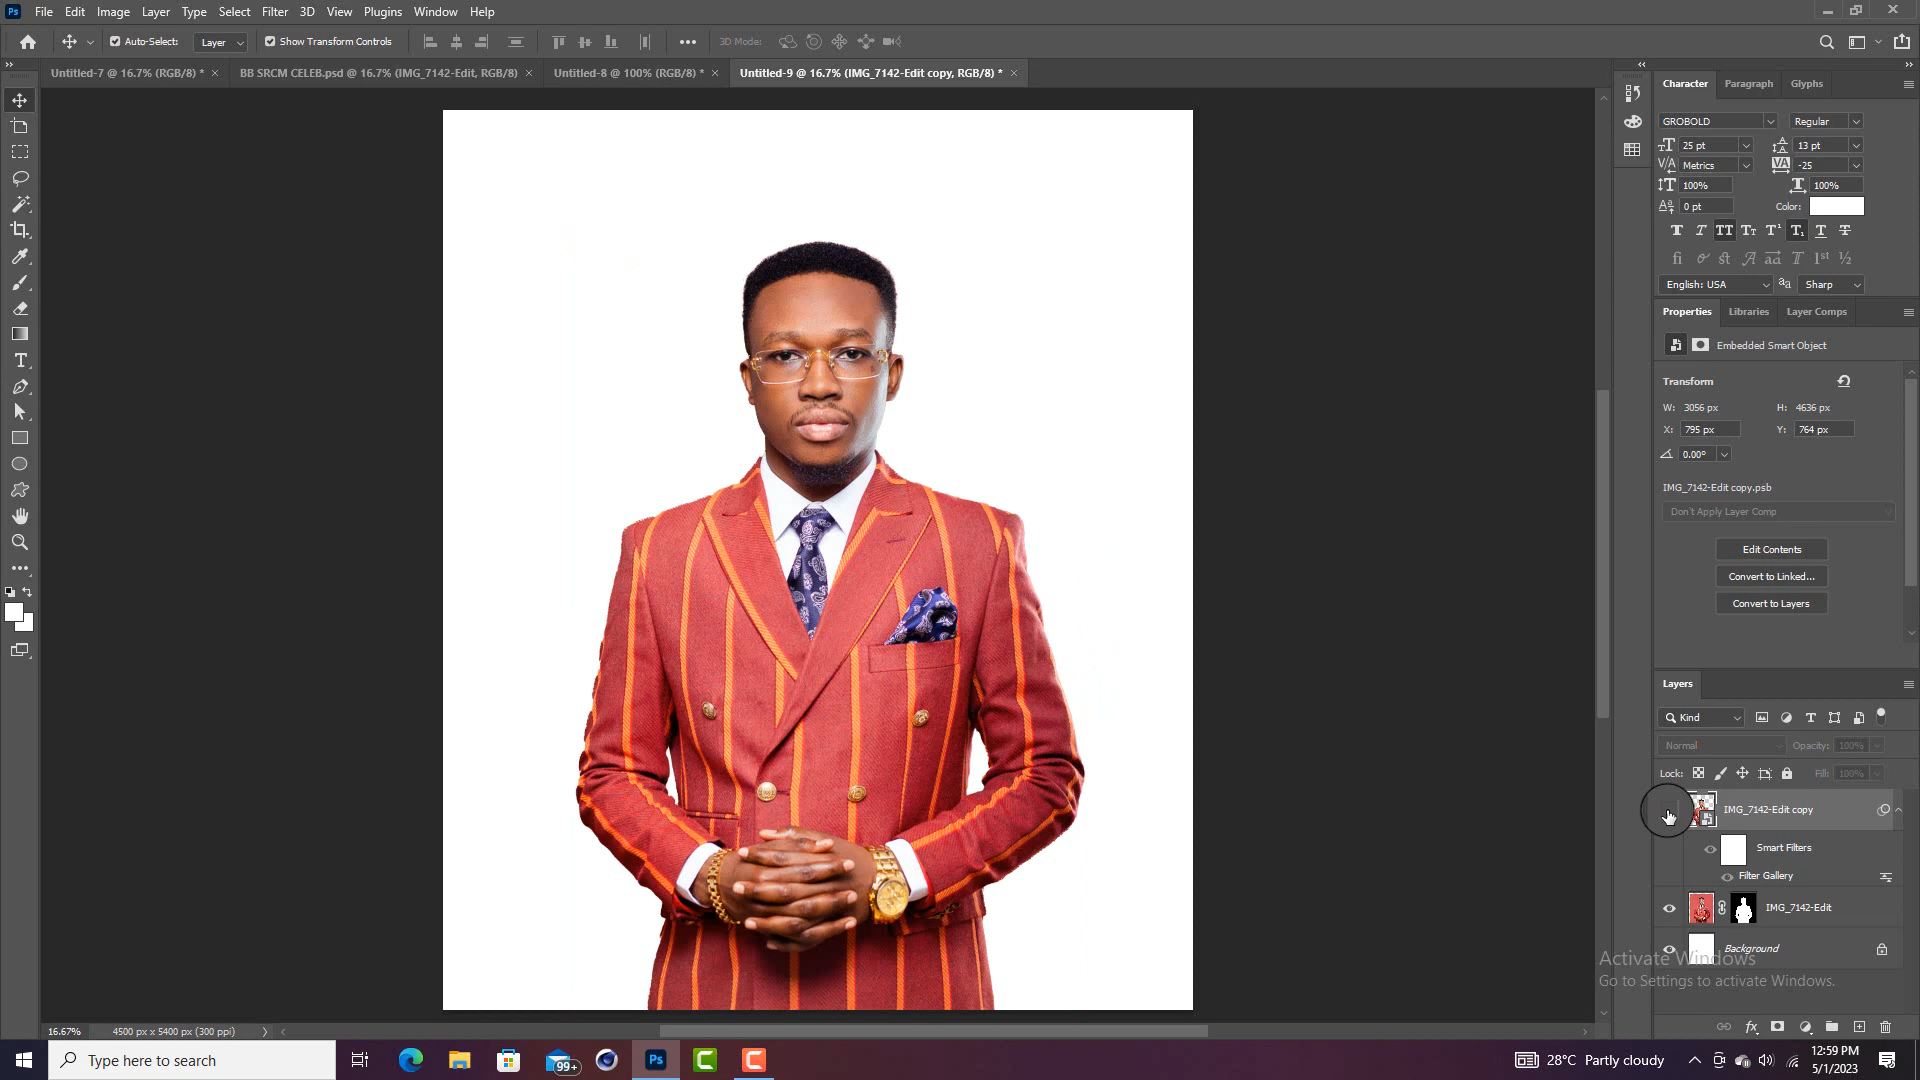 Ps File Edit Image Layer Type Select Filter 3D View Plugins Window Help
Auto-Select: Layer Show Transform Controls 3D Mode:
Untitled-7 @ 16.7% (RGB/8) * BB SRCM CELEB.psd @ 16.7% (IMG_7142-Edit, RGB/8) Untitled-8 @ 100% (RGB/8) * Untitled-9 @ 16.7% (IMG_7142-Edit copy, RGB/8) *
Character Paragraph Glyphs
GROBOLD Regular
25 pt 13 pt
Metrics -25
100% 100%
0 pt Color:
English: USA aa Sharp
Properties Libraries Layer Comps
Embedded Smart Object
Transform
W: 3056 px H: 4636 px
X: 795 px Y: 764 px
0.00°
IMG_7142-Edit copy.psb
Don't Apply Layer Comp
Edit Contents
Convert to Linked...
Convert to Layers
Layers
Kind
Normal Opacity: 100%
Lock: Fill: 100%
IMG_7142-Edit copy
Smart Filters
Filter Gallery
IMG_7142-Edit
Background
Activate Windows
Go to Settings to activate Windows.
16.67% 4500 px x 5400 px (300 ppi)
Type here to search 99+ Ps 28°C Partly cloudy 12:59 PM
5/1/2023